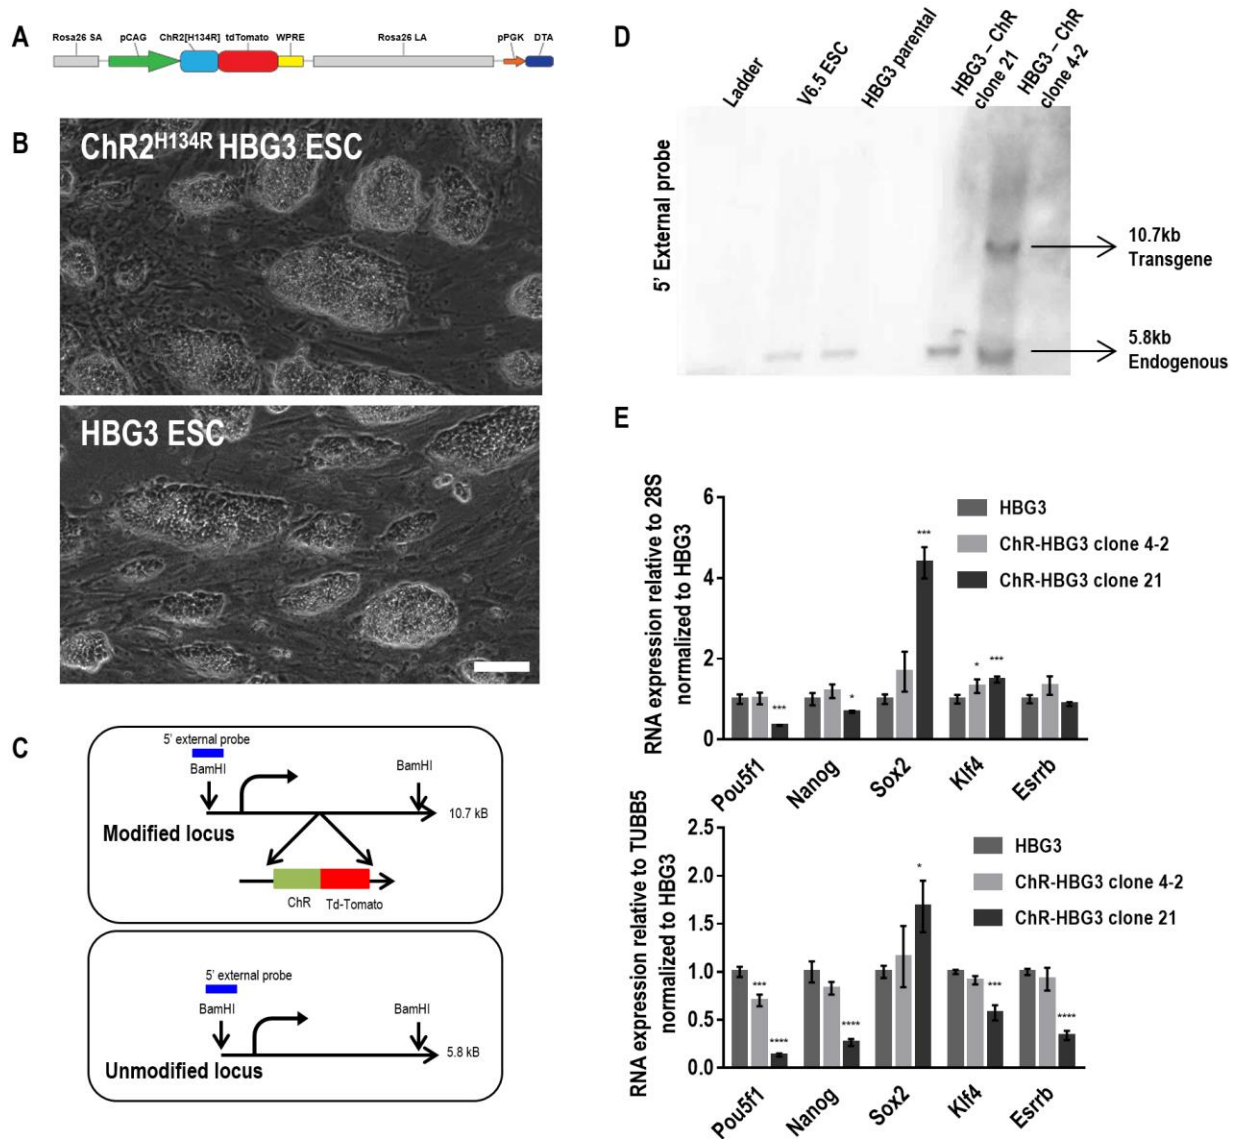 A
Rosa26 SA pCAG ChR2[H134R] tdTomato WPRE Rosa26 LA pPGK DTA
B
ChR2H134R HBG3 ESC
HBG3 ESC
C
5' external probe
BamHI BamHI
10.7 kB
Modified locus
ChR Td-Tomato
5' external probe
BamHI BamHI
5.8 kB
Unmodified locus
D
Ladder
V6.5 ESC
HBG3 parental
HBG3 – ChR
clone 21
HBG3 – ChR
clone 4-2
5' External probe
10.7kb
Transgene
5.8kb
Endogenous
E
RNA expression relative to 28S
normalized to HBG3
6
4
2
1
0
HBG3
ChR-HBG3 clone 4-2
ChR-HBG3 clone 21
*** * *** * ***
Pou5f1 Nanog Sox2 Klf4 Esrrb
RNA expression relative to TUBB5
normalized to HBG3
2.5
2.0
1.5
1.0
0.5
0.0
HBG3
ChR-HBG3 clone 4-2
ChR-HBG3 clone 21
*** **** **** * *** ****
Pou5f1 Nanog Sox2 Klf4 Esrrb